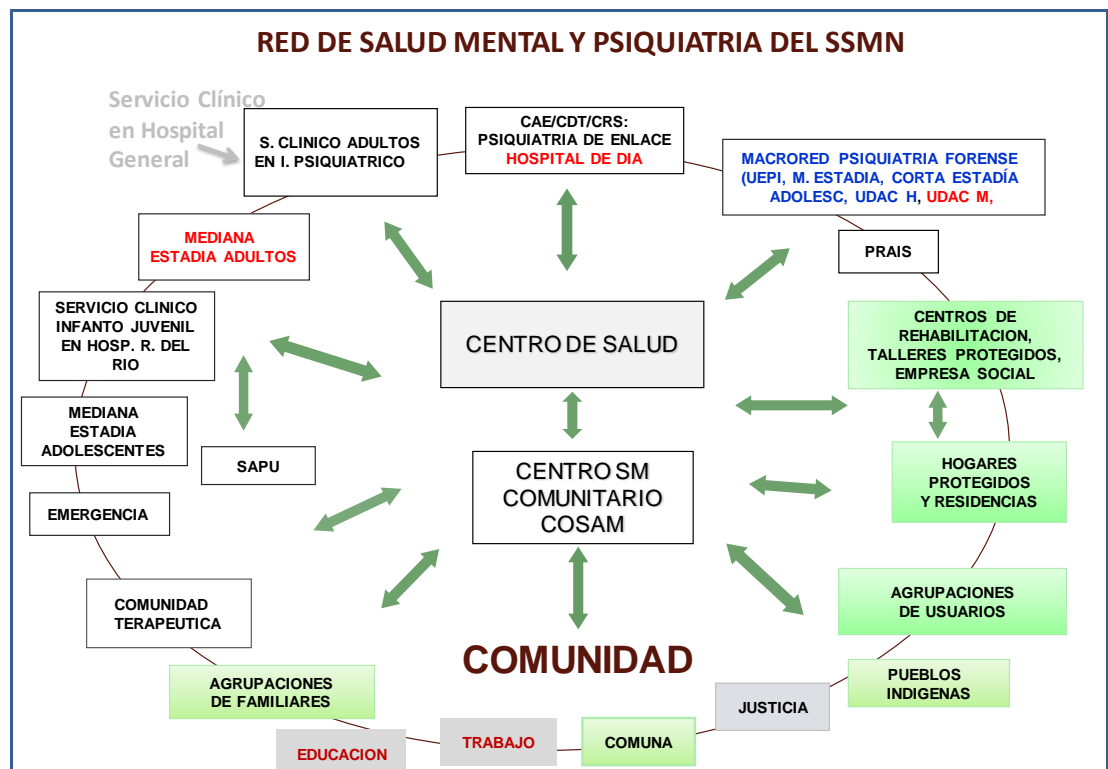 RED DE SALUD MENTAL Y PSIQUIATRIA DEL SSMN
Servicio Clínico
en Hospital
General
S. CLINICO ADULTOS
EN I. PSIQUIATRICO
CAE/CDT/CRS:
PSIQUIATRIA DE ENLACE
HOSPITAL DE DIA
MACRORED PSIQUIATRIA FORENSE
(UEPI, M. ESTADIA, CORTA ESTADÍA
ADOLESC, UDAC H, UDAC M,
MEDIANA
ESTADIA ADULTOS
PRAIS
SERVICIO CLINICO
INFANTO JUVENIL
EN HOSP. R. DEL
RIO
CENTRO DE SALUD
CENTROS DE
REHABILITACION,
TALLERES PROTEGIDOS,
EMPRESA SOCIAL
MEDIANA
ESTADIA
ADOLESCENTES
SAPU
CENTRO SM
COMUNITARIO
COSAM
HOGARES
PROTEGIDOS
Y RESIDENCIAS
EMERGENCIA
COMUNIDAD
TERAPEUTICA
AGRUPACIONES
DE USUARIOS
COMUNIDAD
AGRUPACIONES
DE FAMILIARES
PUEBLOS
INDIGENAS
JUSTICIA
EDUCACION
TRABAJO
COMUNA